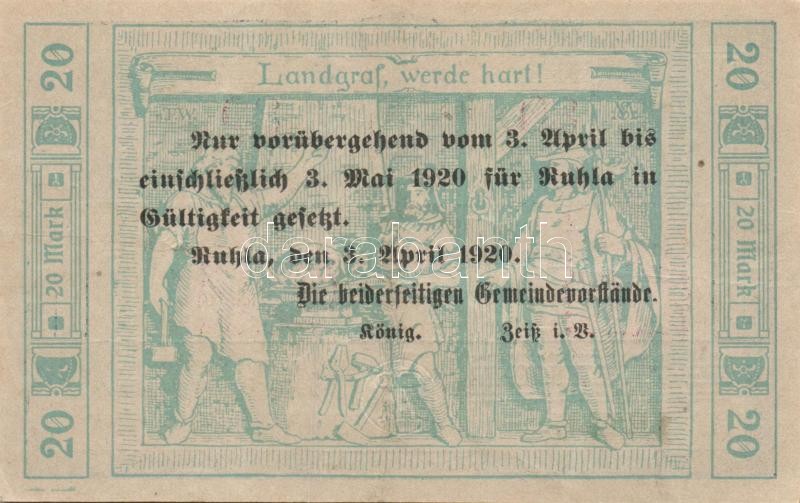 20
20
Landgraf, werde hart!
Nur vorübergehend vom 3. April bis
einschließlich 3. Mai 1920 für Ruhla in
Gültigkeit gesetzt.
Ruhla, den 3. April 1920.
Die beiderseitigen Gemeindevorstände.
König. Zeiß i. V.
20 Mark
20 Mark
20
20
darabanth